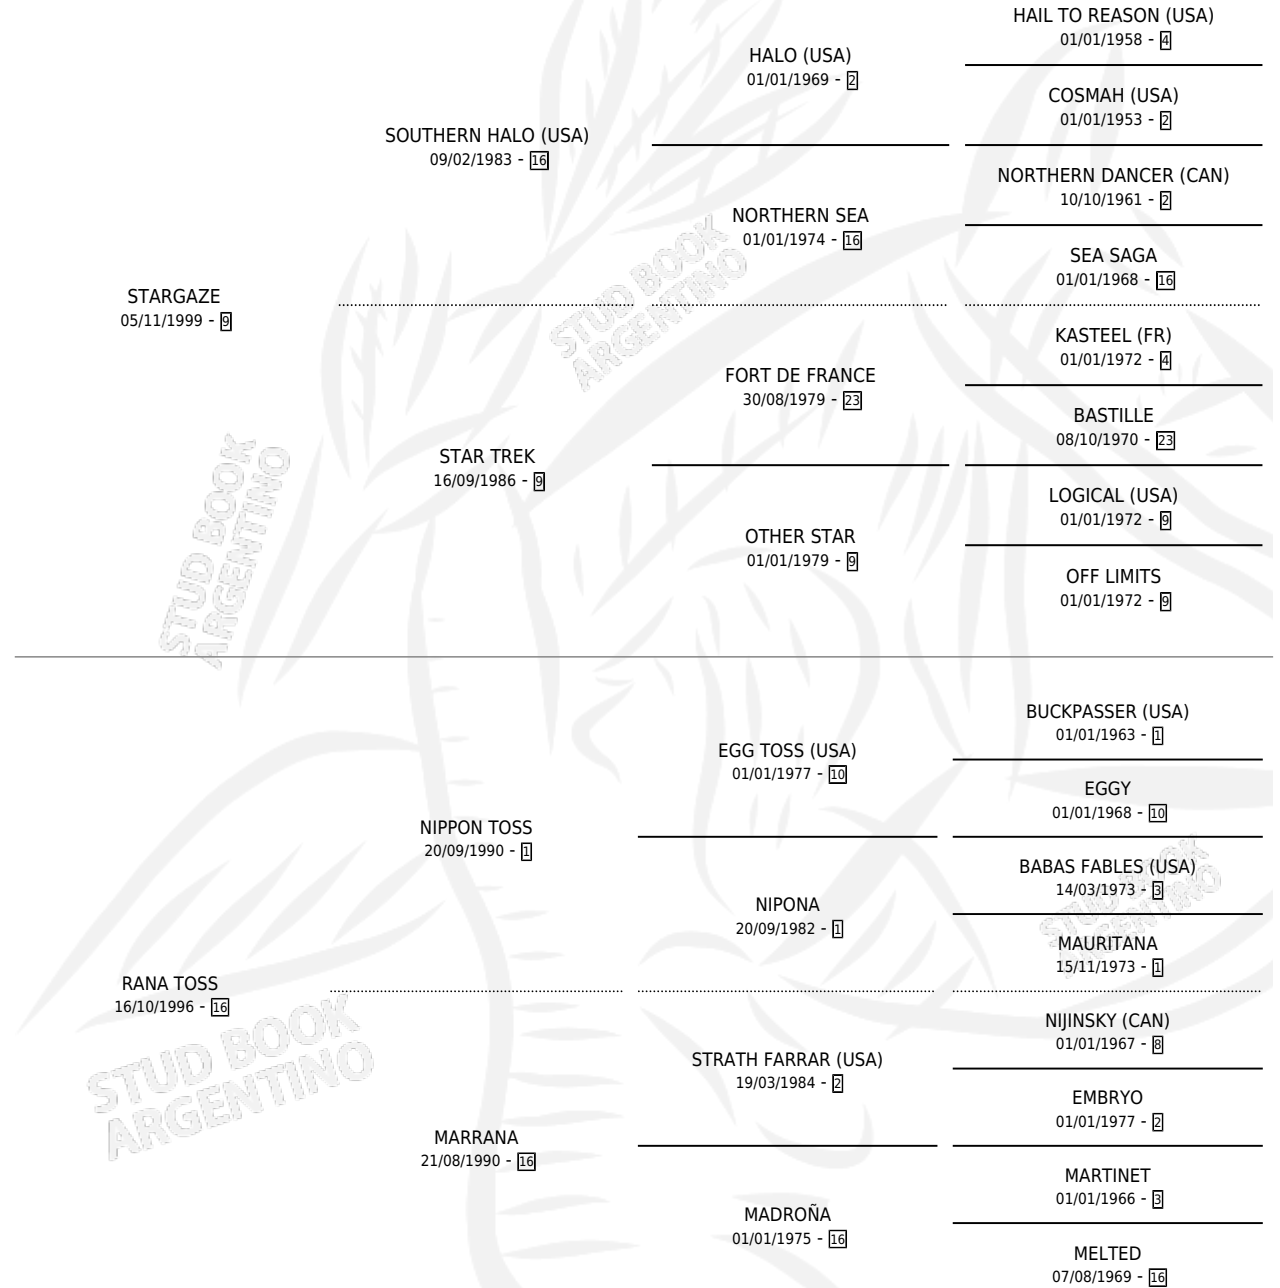 HAIL TO REASON (USA)
01/01/1958 - 4
HALO (USA)
01/01/1969 - 2
COSMAH (USA)
01/01/1953 - 2
SOUTHERN HALO (USA)
09/02/1983 - 16
NORTHERN DANCER (CAN)
10/10/1961 - 2
NORTHERN SEA
01/01/1974 - 16
SEA SAGA
01/01/1968 - 16
STARGAZE
05/11/1999 - 9
KASTEEL (FR)
01/01/1972 - 4
FORT DE FRANCE
30/08/1979 - 23
BASTILLE
08/10/1970 - 23
STAR TREK
16/09/1986 - 9
LOGICAL (USA)
01/01/1972 - 9
OTHER STAR
01/01/1979 - 9
OFF LIMITS
01/01/1972 - 9
BUCKPASSER (USA)
01/01/1963 - 1
EGG TOSS (USA)
01/01/1977 - 10
EGGY
01/01/1968 - 10
NIPPON TOSS
20/09/1990 - 1
BABAS FABLES (USA)
14/03/1973 - 3
NIPONA
20/09/1982 - 1
MAURITANA
15/11/1973 - 1
RANA TOSS
16/10/1996 - 16
NIJINSKY (CAN)
01/01/1967 - 8
STRATH FARRAR (USA)
19/03/1984 - 2
EMBRYO
01/01/1977 - 2
MARRANA
21/08/1990 - 16
MARTINET
01/01/1966 - 3
MADROÑA
01/01/1975 - 16
MELTED
07/08/1969 - 16
STUD BOOK
ARGENTINO
STUD BOOK
ARGENTINO
STUD BOOK
ARGENTINO
STUD BOOK
ARGENTINO